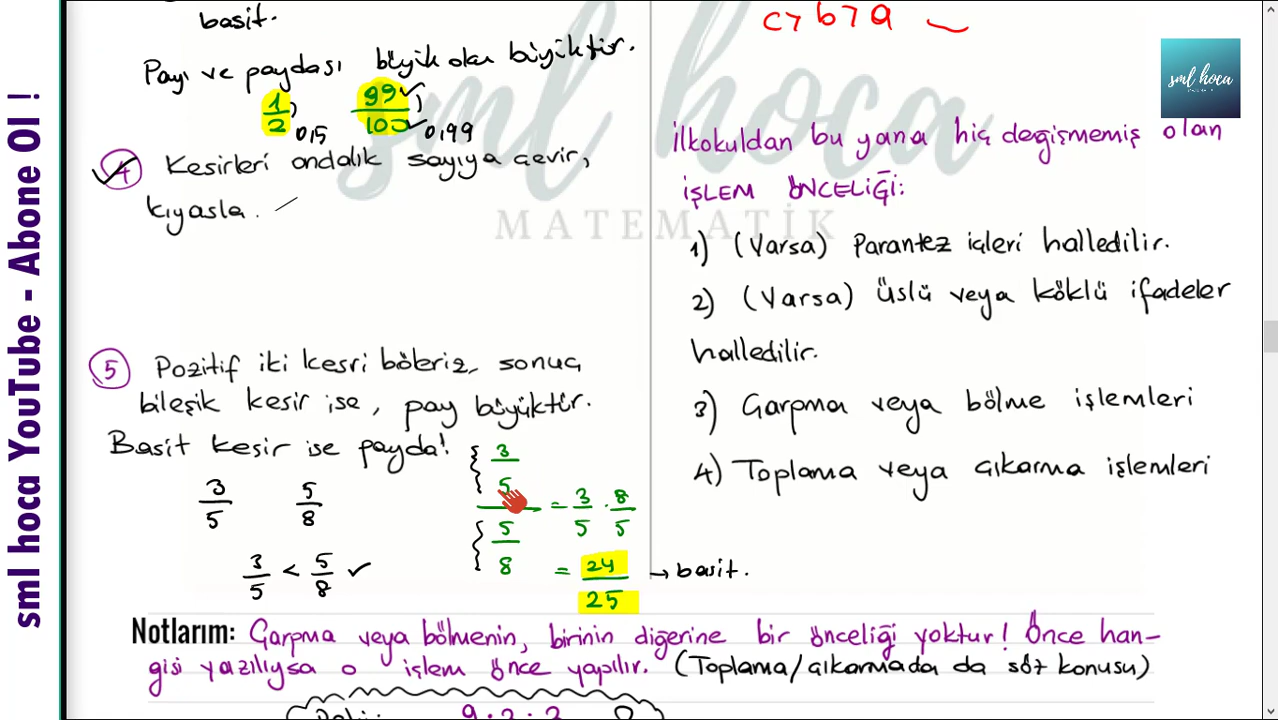 sml hoca YouTube - Abone Ol !
basit.
Payı ve paydası büyük olan büyüktür.
1/2 0,5 99/100 0,99
4 Kesirleri ondalık sayıya çevir,
kıyasla.
5 Pozitif iki kesri böleriz, sonuç
bileşik kesir ise, pay büyüktür.
Basit kesir ise payda!
3/5 5/8
(3/5)/(5/8) = 3/5 · 8/5
3/5 < 5/8
= 24/25 → basit.
c > b > a
sml hoca
sml hoca
MATEMATİK
İlkokuldan bu yana hiç değişmemiş olan
İŞLEM ÖNCELİĞİ:
1) (Varsa) Parantez içleri halledilir.
2) (Varsa) üslü veya köklü ifadeler
halledilir.
3) Çarpma veya bölme işlemleri
4) Toplama veya çıkarma işlemleri
Notlarım: Çarpma veya bölmenin, birinin diğerine bir önceliği yoktur! Önce han-
gisi yazılıysa o işlem önce yapılır. (Toplama/çıkarmada da söz konusu)